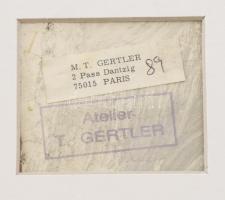 M. T. GERTLER
2 Pass Dantzig
75015 PARIS
89
Atelier
T. GERTLER